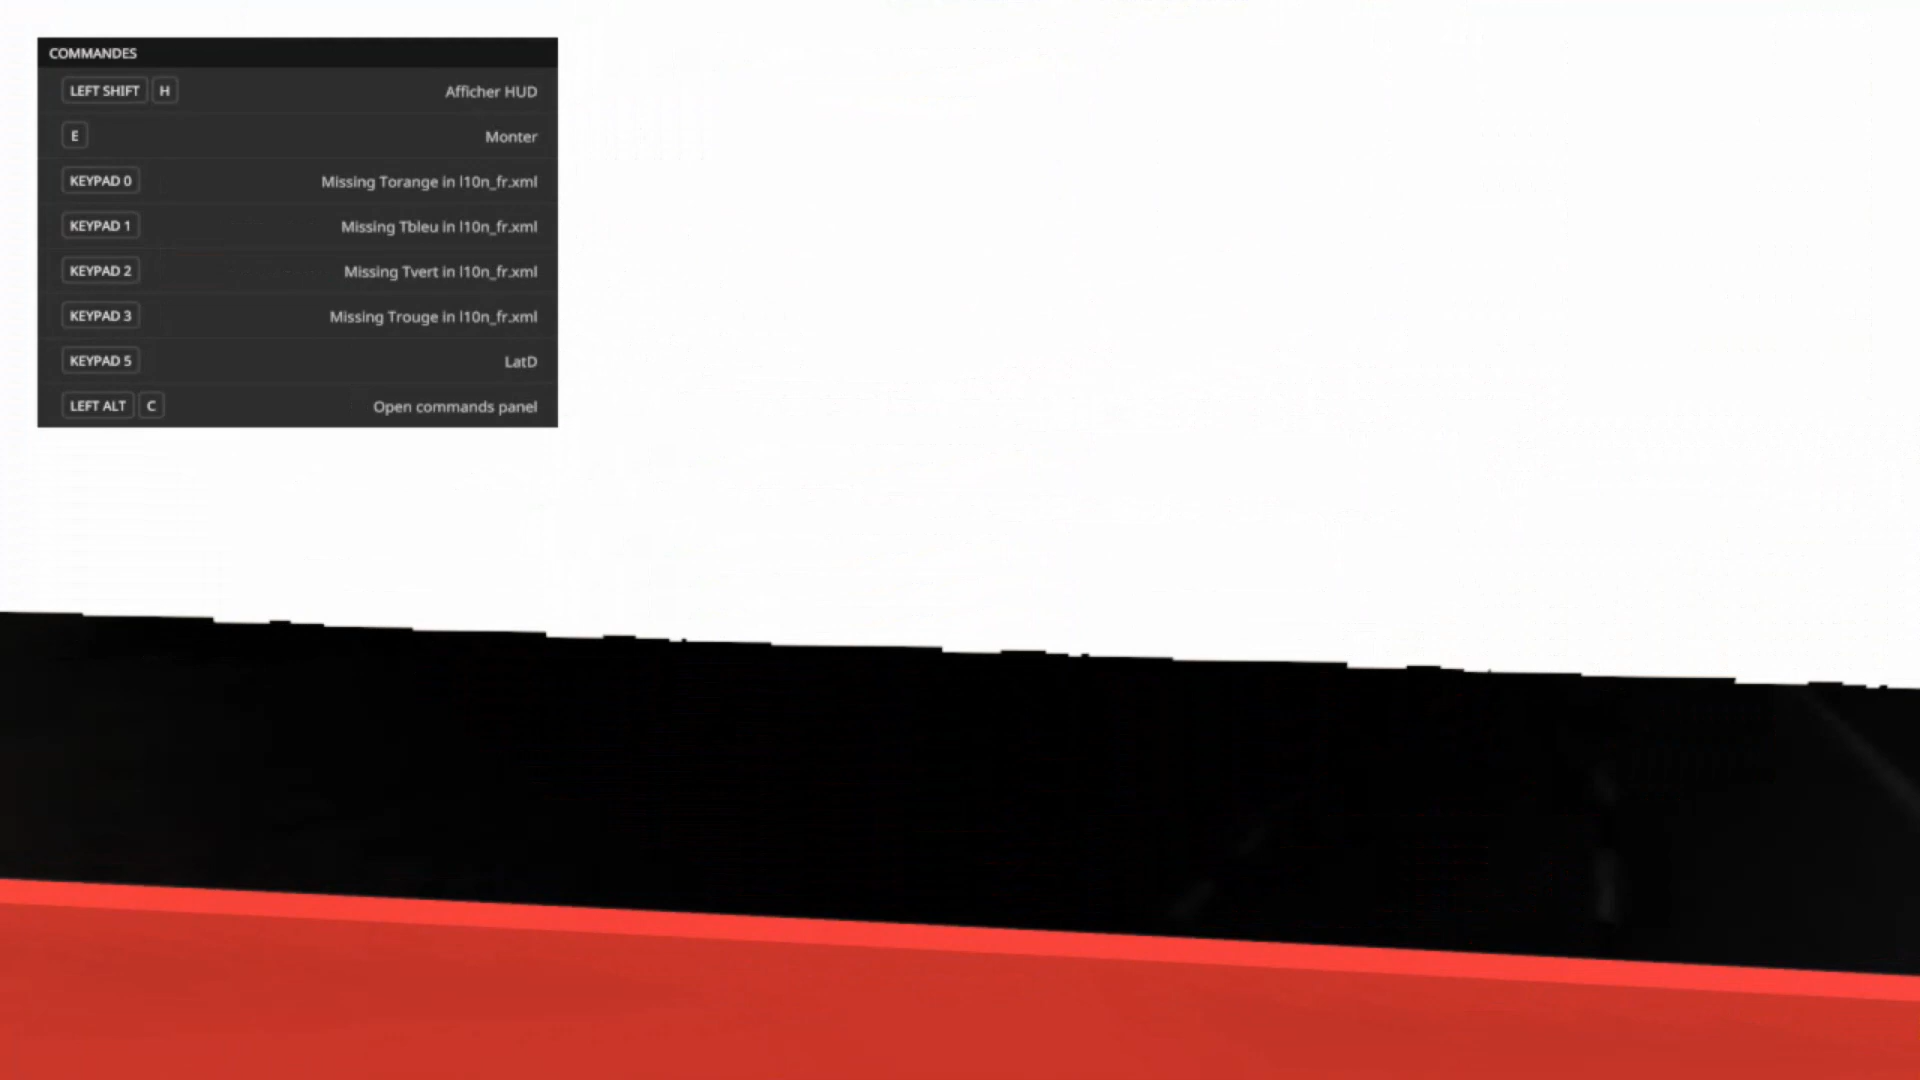 COMMANDES
LEFT SHIFT H Afficher HUD
E Monter
KEYPAD 0 Missing Torange in l10n_fr.xml
KEYPAD 1 Missing Tbleu in l10n_fr.xml
KEYPAD 2 Missing Tvert in l10n_fr.xml
KEYPAD 3 Missing Trouge in l10n_fr.xml
KEYPAD 5 LatD
LEFT ALT C Open commands panel